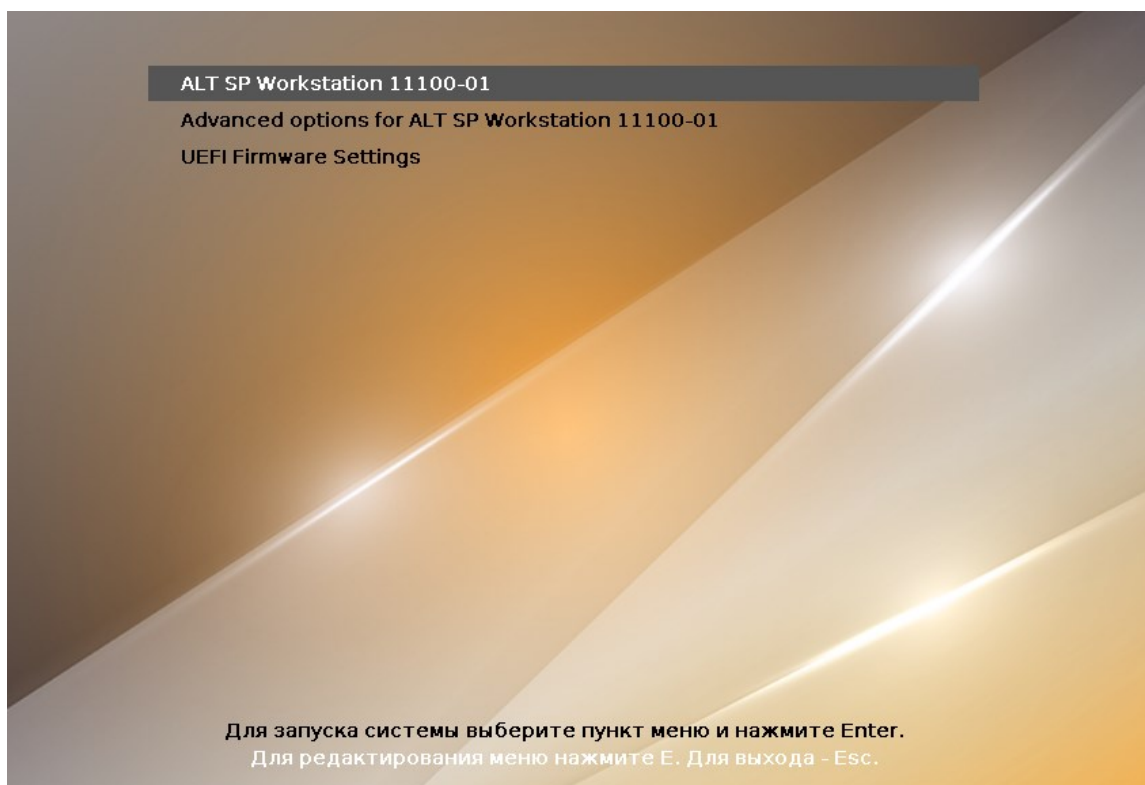 ALT SP Workstation 11100-01
Advanced options for ALT SP Workstation 11100-01
UEFI Firmware Settings
Для запуска системы выберите пункт меню и нажмите Enter.
Для редактирования меню нажмите E. Для выхода - Esc.